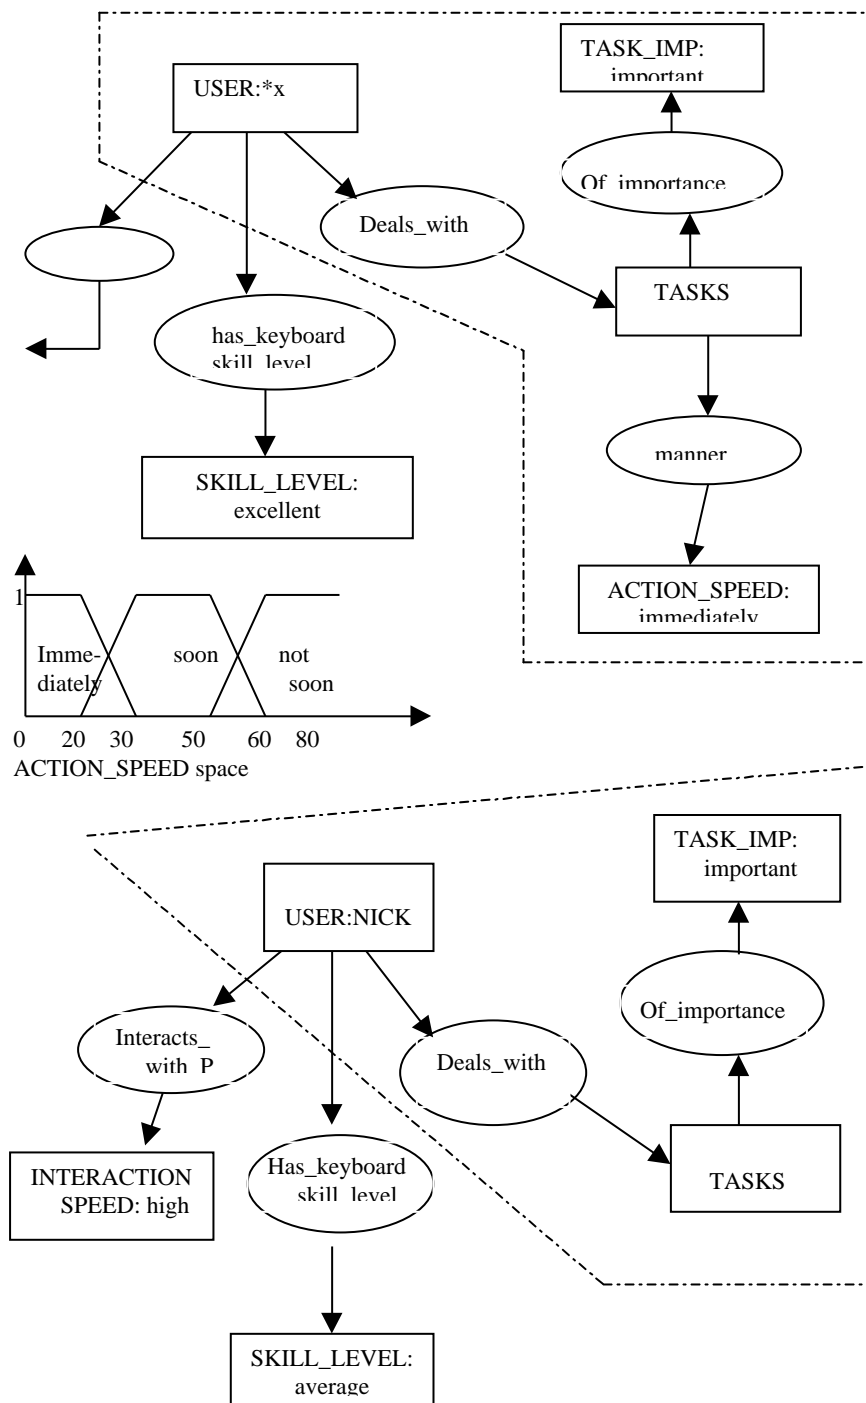 TASK_IMP:
important
USER:*x
Of_importance
Deals_with
TASKS
has_keyboard
skill_level
manner
SKILL_LEVEL:
excellent
ACTION_SPEED:
immediately
1
Imme- soon not
diately soon
0 20 30 50 60 80
ACTION_SPEED space
TASK_IMP:
important
USER:NICK
Of_importance
Interacts_
with_P
Deals_with
INTERACTION
SPEED: high
Has_keyboard
skill_level
TASKS
SKILL_LEVEL:
average